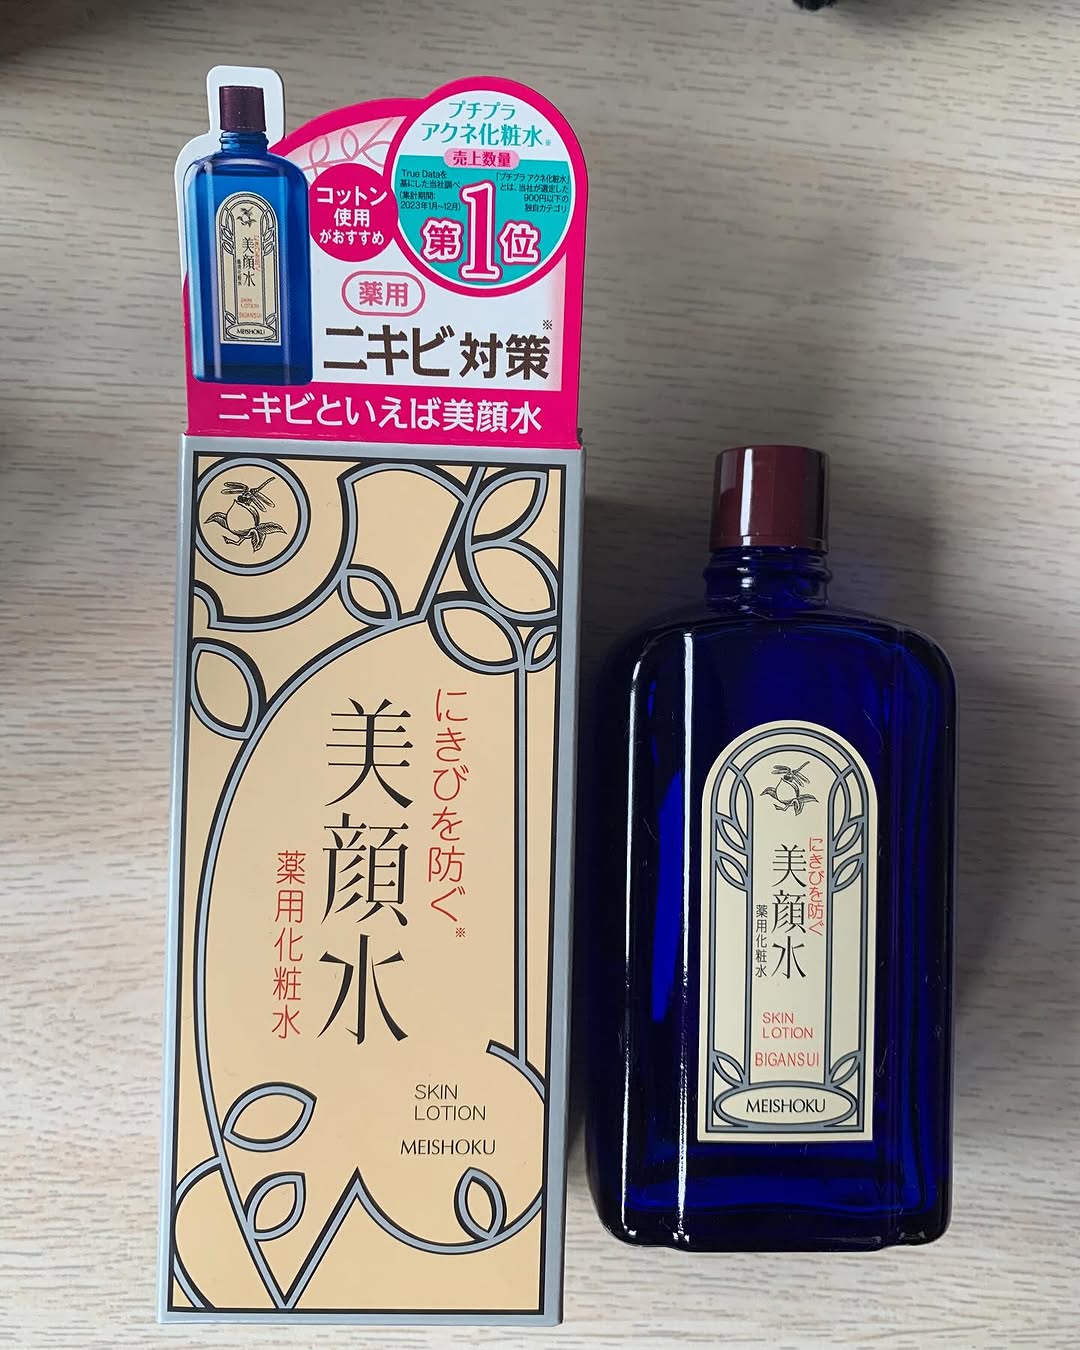 プチプラ
アクネ化粧水※
売上数量
True Dataを
基にした当社調べ
(集計期間:
2023年1月~12月)
「プチプラ アクネ化粧水」
とは、当社が選定した
900円以下の
独自カテゴリ
第1位
コットン
使用
がおすすめ
薬用
ニキビ対策※
ニキビといえば美顔水
美顔水
SKIN
LOTION
BIGANSUI
MEISHOKU
にきびを防ぐ※
美顔水
薬用化粧水
SKIN
LOTION
MEISHOKU
にきびを防ぐ
美顔水
薬用化粧水
SKIN
LOTION
BIGANSUI
MEISHOKU